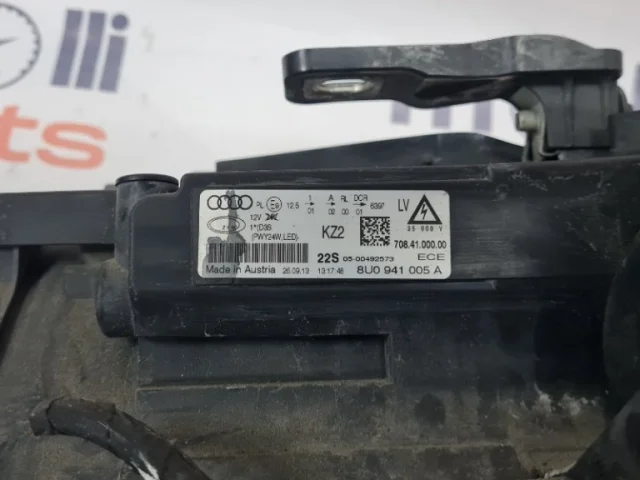 lli
ts
PL E9 12.5 1 → A → RL → DCR → 6397 LV
01 02 00 01
12V 35 000 V
1*(D3S)
(PWY24W,LED) KZ2 708.41.000.00
22S 05-00492573 ECE
Made in Austria 26.09.13 13:17:46 8U0 941 005 A